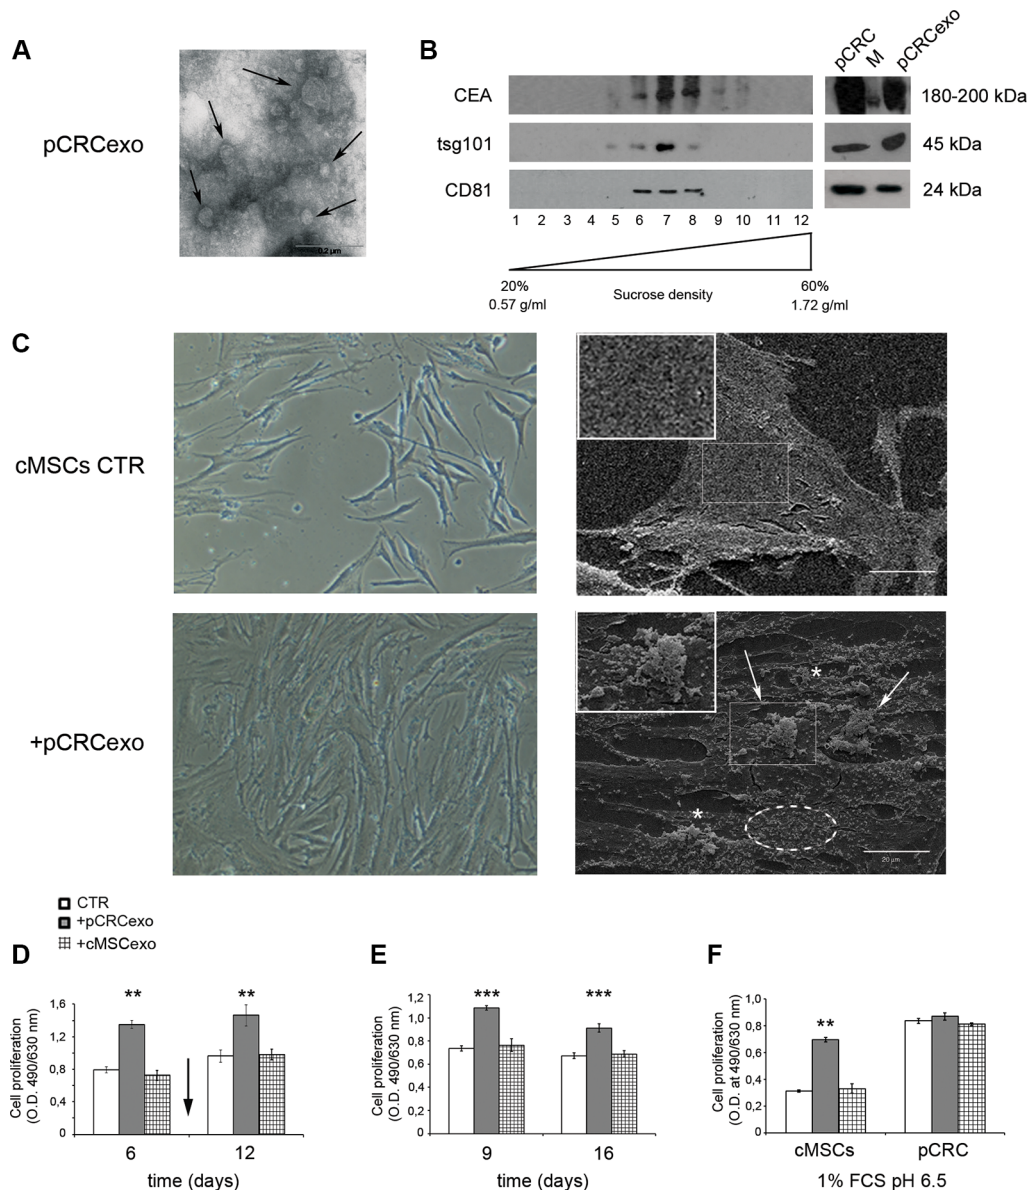 A
pCRCexo
0.2 µm
B
pCRC M pCRCexo
CEA 180-200 kDa
tsg101 45 kDa
CD81 24 kDa
1 2 3 4 5 6 7 8 9 10 11 12
20% 60%
0.57 g/ml Sucrose density 1.72 g/ml
C
cMSCs CTR
+pCRCexo
*
*
20 µm
CTR
+pCRCexo
+cMSCexo
D
Cell proliferation
(O.D. 490/630 nm)
1,6
1,2
0,8
0,4
0
** **
6 12
time (days)
E
Cell proliferation
(O.D. 490/630 nm)
1,2
1,0
0,8
0,6
0,4
0,2
0
*** ***
9 16
time (days)
F
Cell proliferation
(O.D. at 490/630 nm)
1,0
0,8
0,6
0,4
0,2
0
**
cMSCs pCRC
1% FCS pH 6.5